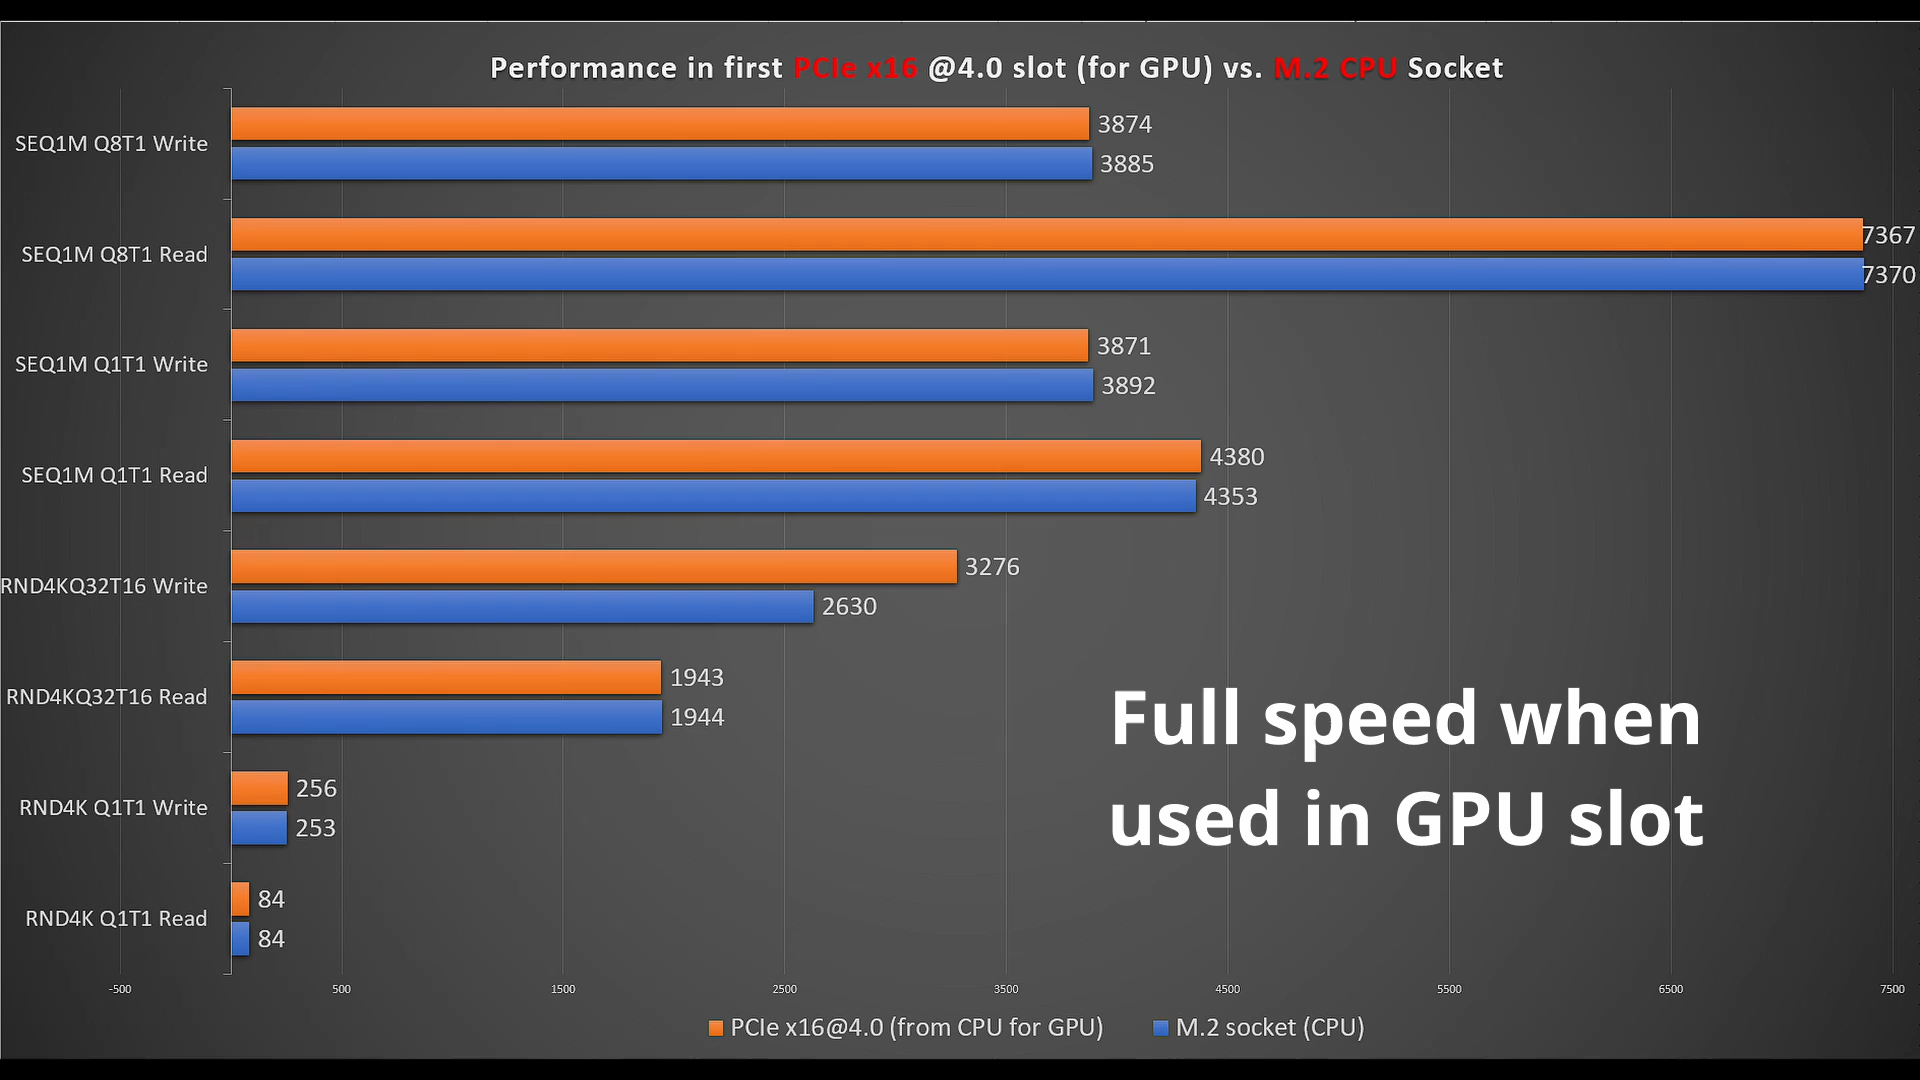 Performance in first PCIe x16 @4.0 slot (for GPU) vs. M.2 CPU Socket
SEQ1M Q8T1 Write
3874
3885
SEQ1M Q8T1 Read
7367
7370
SEQ1M Q1T1 Write
3871
3892
SEQ1M Q1T1 Read
4380
4353
RND4KQ32T16 Write
3276
2630
RND4KQ32T16 Read
1943
1944
RND4K Q1T1 Write
256
253
RND4K Q1T1 Read
84
84
Full speed when
used in GPU slot
-500 500 1500 2500 3500 4500 5500 6500 7500
PCIe x16@4.0 (from CPU for GPU) M.2 socket (CPU)